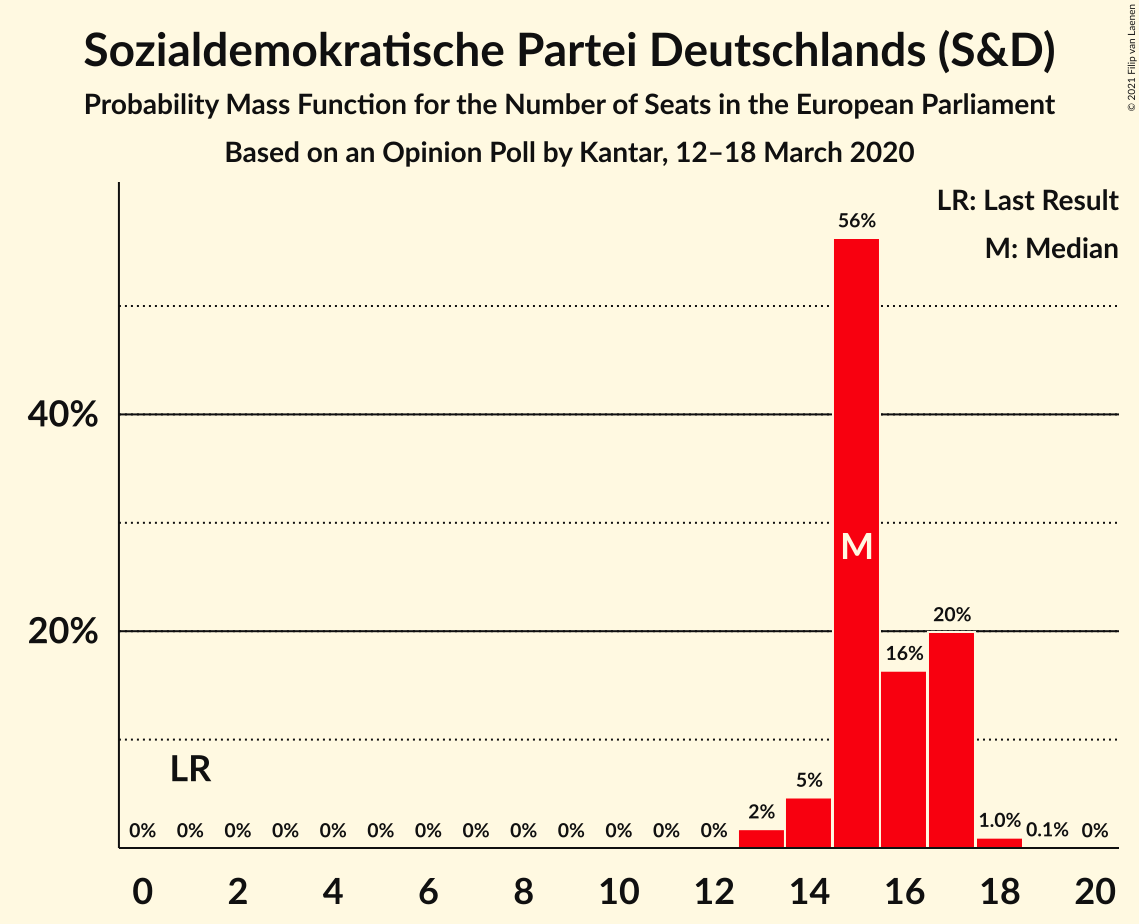 Sozialdemokratische Partei Deutschlands (S&D)
Probability Mass Function for the Number of Seats in the European Parliament
Based on an Opinion Poll by Kantar, 12–18 March 2020
© 2021 Filip van Laenen
LR: Last Result
M: Median
56%
40%
M
20%
20%
16%
LR
5%
2%
0% 0% 0% 0% 0% 0% 0% 0% 0% 0% 0% 0% 0% 1.0% 0.1% 0%
0 2 4 6 8 10 12 14 16 18 20